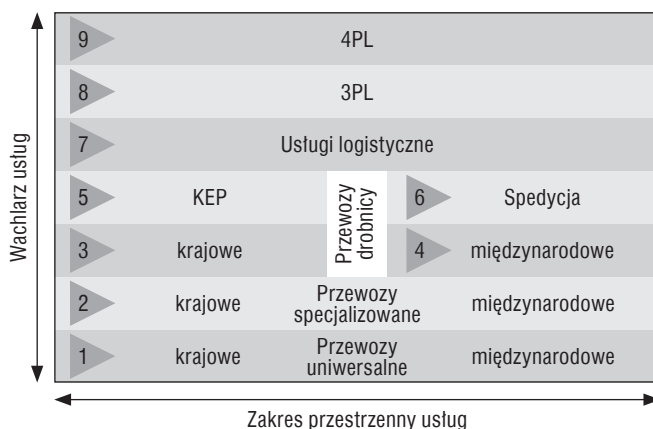 9 4PL
8 3PL
7 Usługi logistyczne
5 KEP 6 Spedycja
Przewozy
drobnicy
3 krajowe 4 międzynarodowe
2 krajowe Przewozy
specjalizowane międzynarodowe
1 krajowe Przewozy
uniwersalne międzynarodowe
Wachlarz usług
Zakres przestrzenny usług